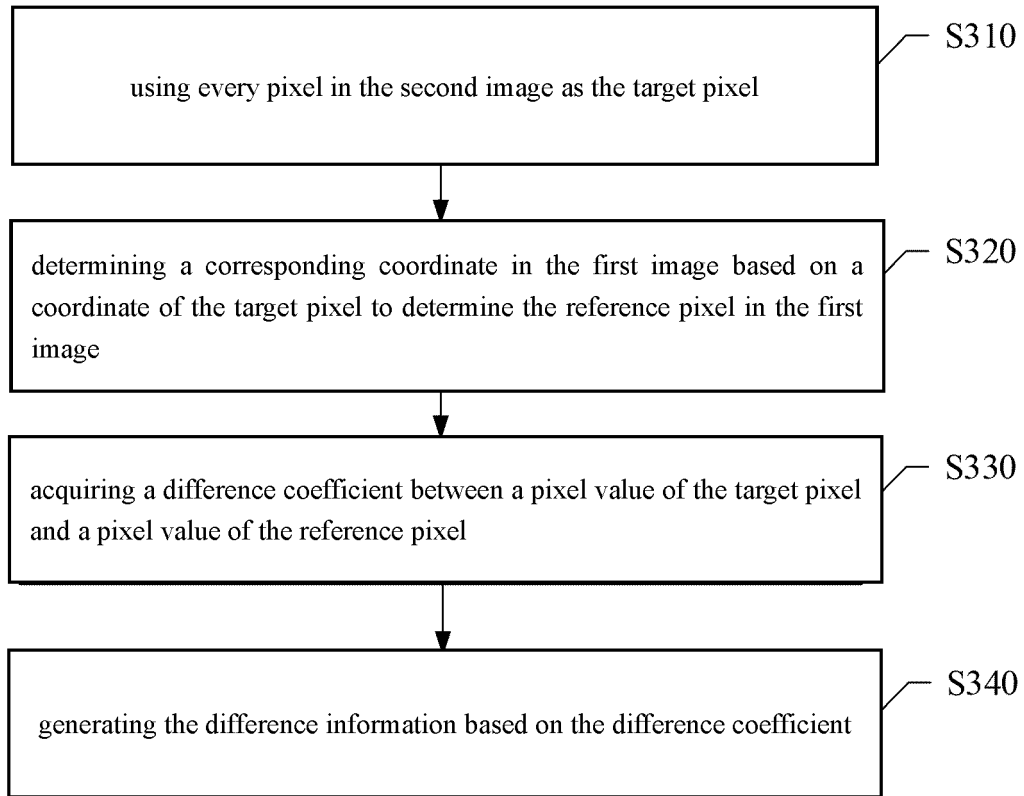 S310
using every pixel in the second image as the target pixel
S320
determining a corresponding coordinate in the first image based on a
coordinate of the target pixel to determine the reference pixel in the first
image
S330
acquiring a difference coefficient between a pixel value of the target pixel
and a pixel value of the reference pixel
S340
generating the difference information based on the difference coefficient